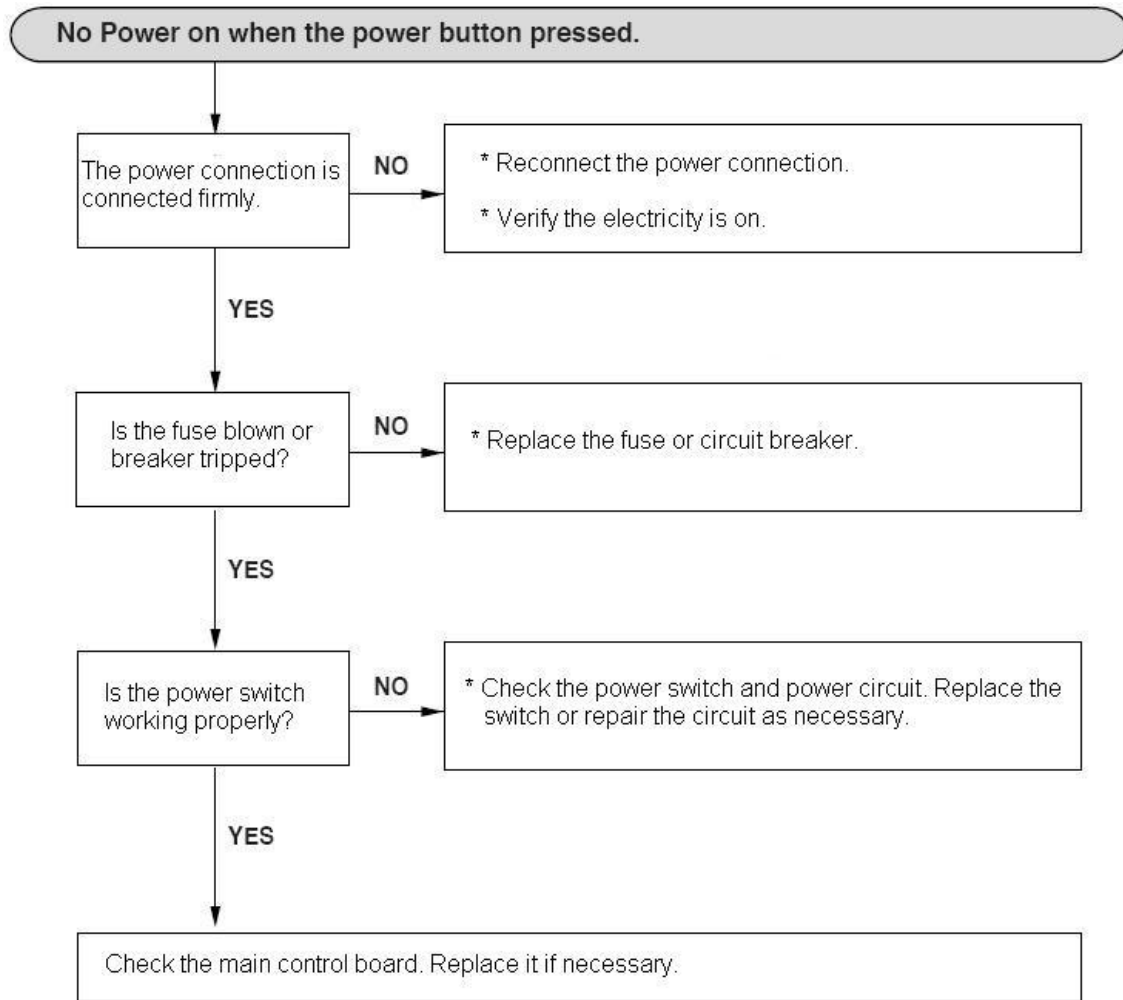 No Power on when the power button pressed.
The power connection is
connected firmly.
NO
* Reconnect the power connection.
* Verify the electricity is on.
YES
Is the fuse blown or
breaker tripped?
NO
* Replace the fuse or circuit breaker.
YES
Is the power switch
working properly?
NO
* Check the power switch and power circuit. Replace the
switch or repair the circuit as necessary.
YES
Check the main control board. Replace it if necessary.